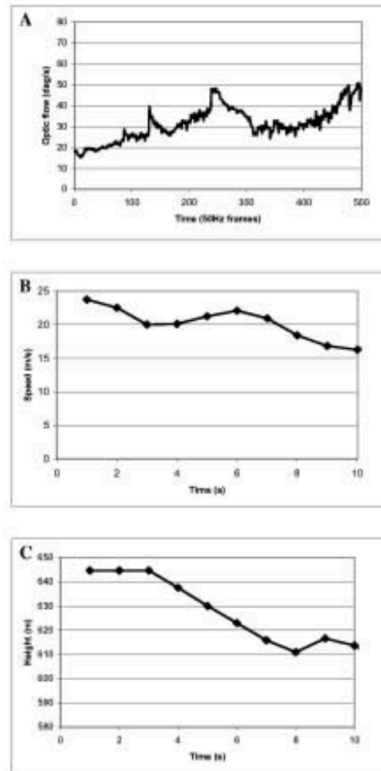 A
80
70
60
50
40
30
20
10
0
Optic flow (deg/s)
0 100 200 300 400 500
Time (50Hz frames)
B
25
20
15
10
5
0
Speed (m/s)
0 2 4 6 8 10
Time (s)
C
650
640
630
620
610
600
590
580
Height (m)
0 2 4 6 8 10
Time (s)